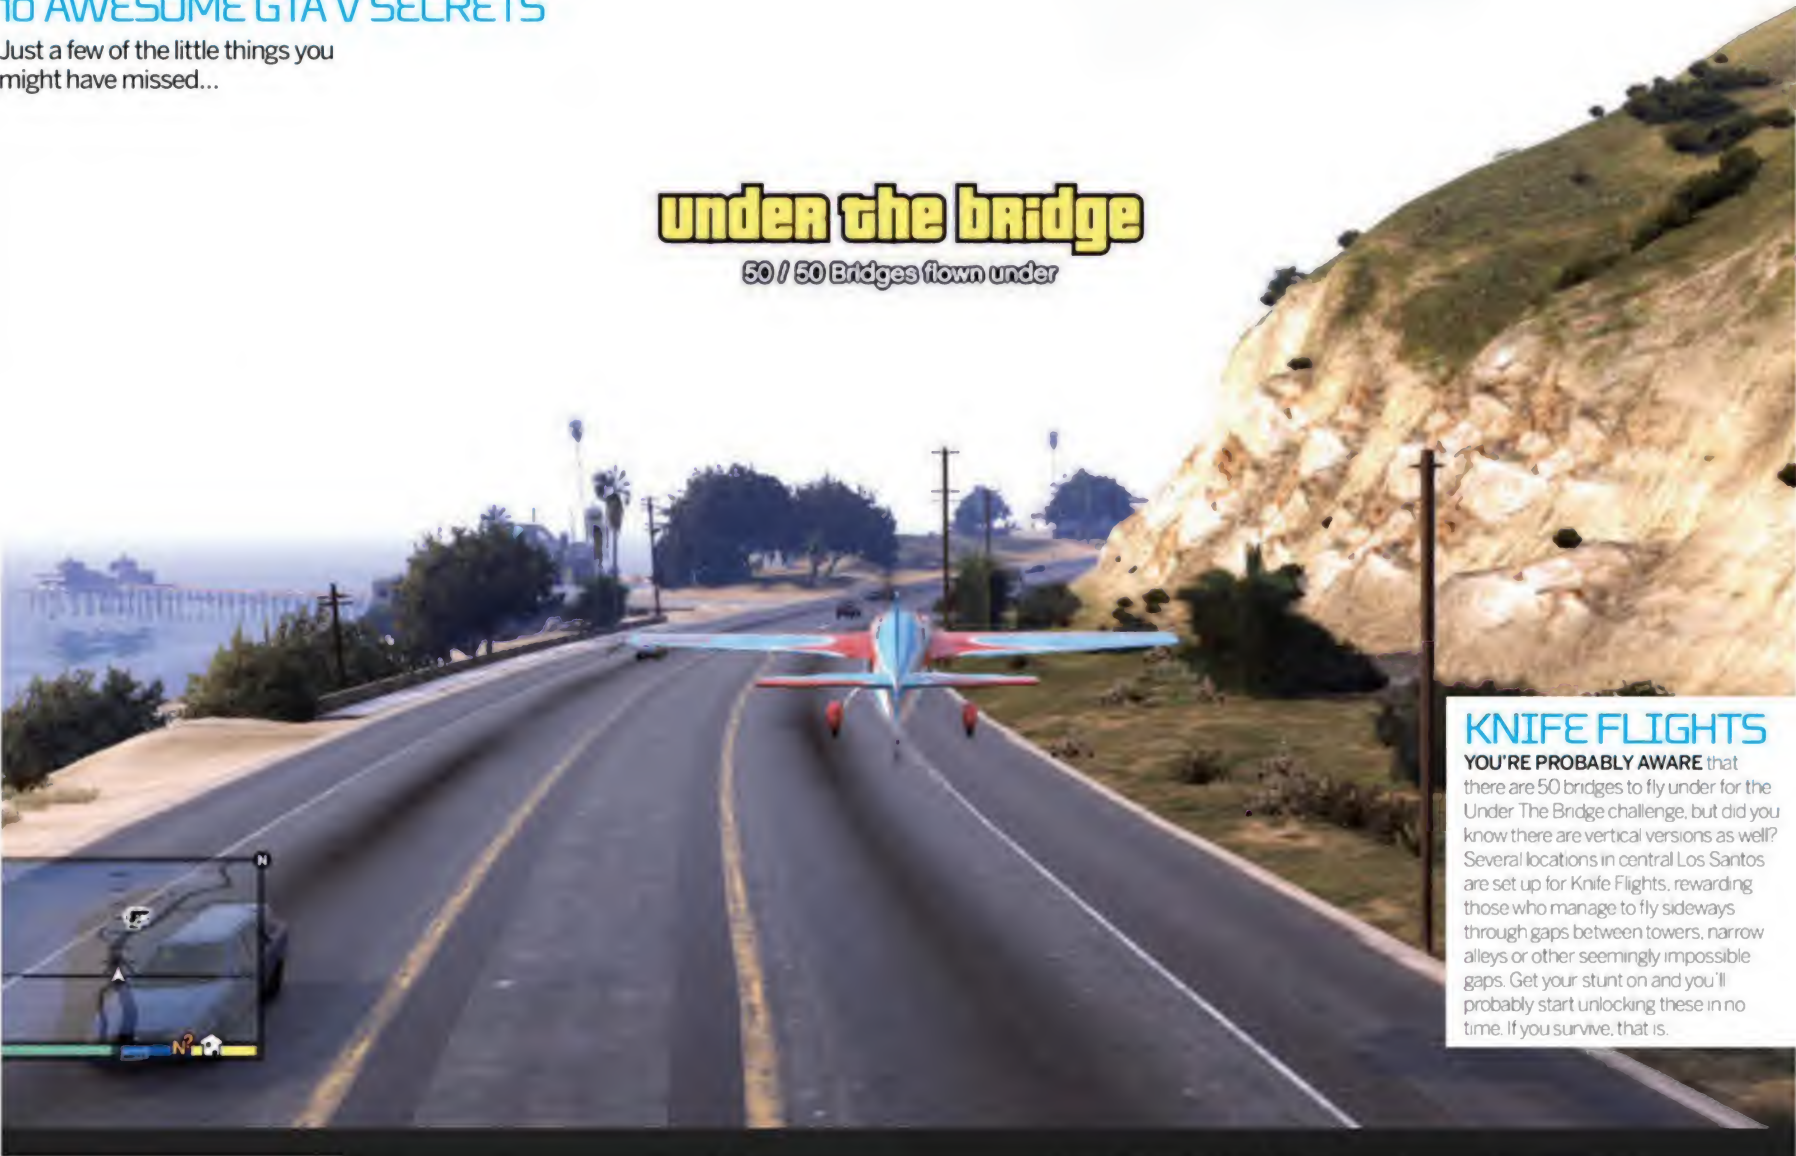 10 AWESOME GTA V SECRETS
Just a few of the little things you
might have missed...
under the bridge
50 / 50 Bridges flown under
KNIFE FLIGHTS
YOU'RE PROBABLY AWARE that
there are 50 bridges to fly under for the
Under The Bridge challenge, but did you
know there are vertical versions as well?
Several locations in central Los Santos
are set up for Knife Flights, rewarding
those who manage to fly sideways
through gaps between towers, narrow
alleys or other seemingly impossible
gaps. Get your stunt on and you'll
probably start unlocking these in no
time. If you survive, that is.
N
N?